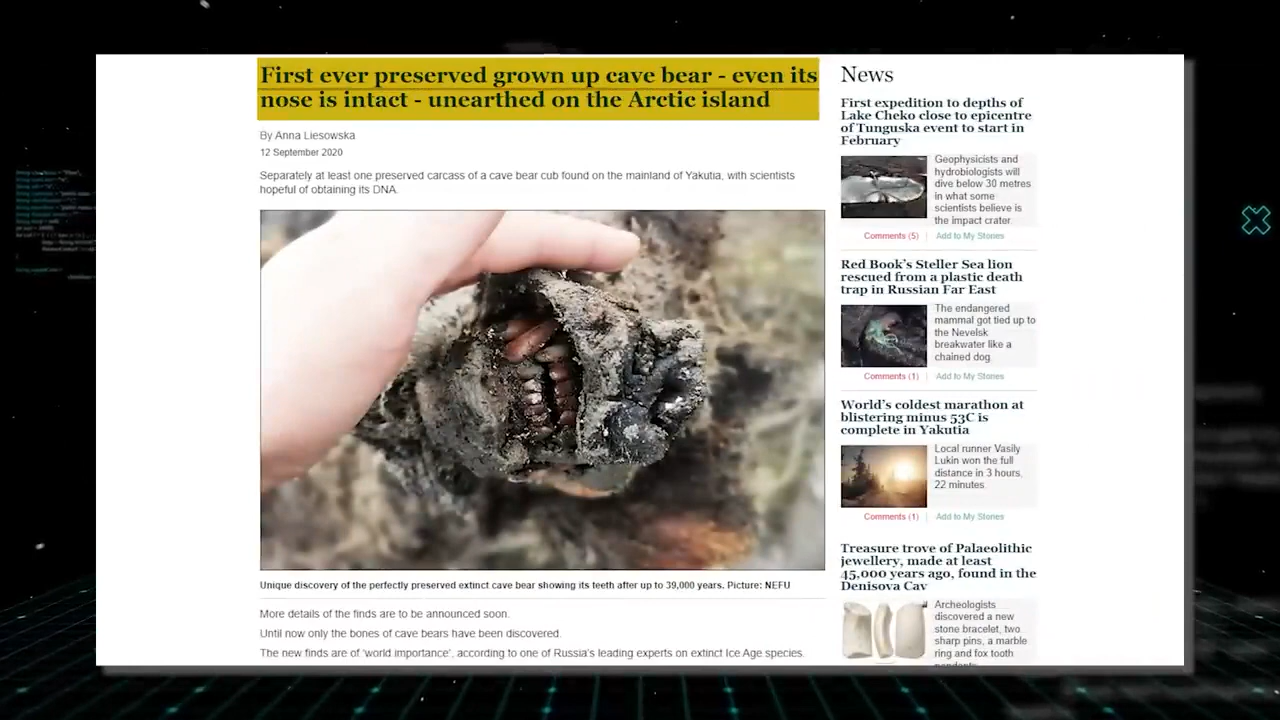 First ever preserved grown up cave bear - even its
nose is intact - unearthed on the Arctic island
By Anna Liesowska
12 September 2020
Separately at least one preserved carcass of a cave bear cub found on the mainland of Yakutia, with scientists
hopeful of obtaining its DNA.
Unique discovery of the perfectly preserved extinct cave bear showing its teeth after up to 39,000 years. Picture: NEFU
More details of the finds are to be announced soon.
Until now only the bones of cave bears have been discovered.
The new finds are of 'world importance', according to one of Russia's leading experts on extinct Ice Age species.
News
First expedition to depths of
Lake Cheko close to epicentre
of Tunguska event to start in
February
Geophysicists and
hydrobiologists will
dive below 30 metres
in what some
scientists believe is
the impact crater
Comments (5)
Add to My Stories
Red Book's Steller Sea lion
rescued from a plastic death
trap in Russian Far East
The endangered
mammal got tied up to
the Nevelsk
breakwater like a
chained dog
Comments (1)
Add to My Stories
World's coldest marathon at
blistering minus 53C is
complete in Yakutia
Local runner Vasily
Lukin won the full
distance in 3 hours,
22 minutes
Comments (1)
Add to My Stories
Treasure trove of Palaeolithic
jewellery, made at least
45,000 years ago, found in the
Denisova Cav
Archeologists
discovered a new
stone bracelet, two
sharp pins, a marble
ring and fox tooth
pendants